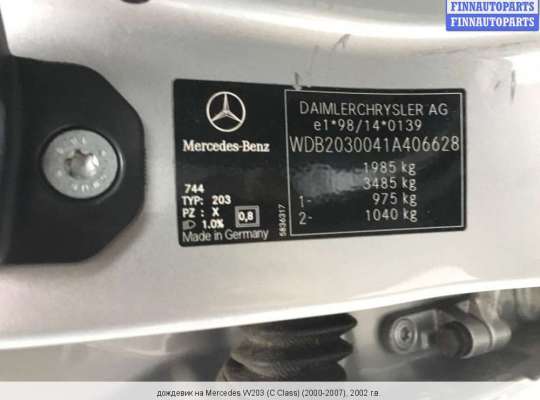 FINNAUTOPARTS
FINNAUTOPARTS
FINNAUTOPARTS
Mercedes-Benz
744
TYP: 203
PZ : X
1.0%
0,8
Made in Germany
5836317
DAIMLERCHRYSLER AG
e1*98/14*0139
WDB2030041A406628
1985 kg
3485 kg
1- 975 kg
2- 1040 kg
дождевик на Mercedes W203 (C Class) (2000-2007), 2002 г.в.